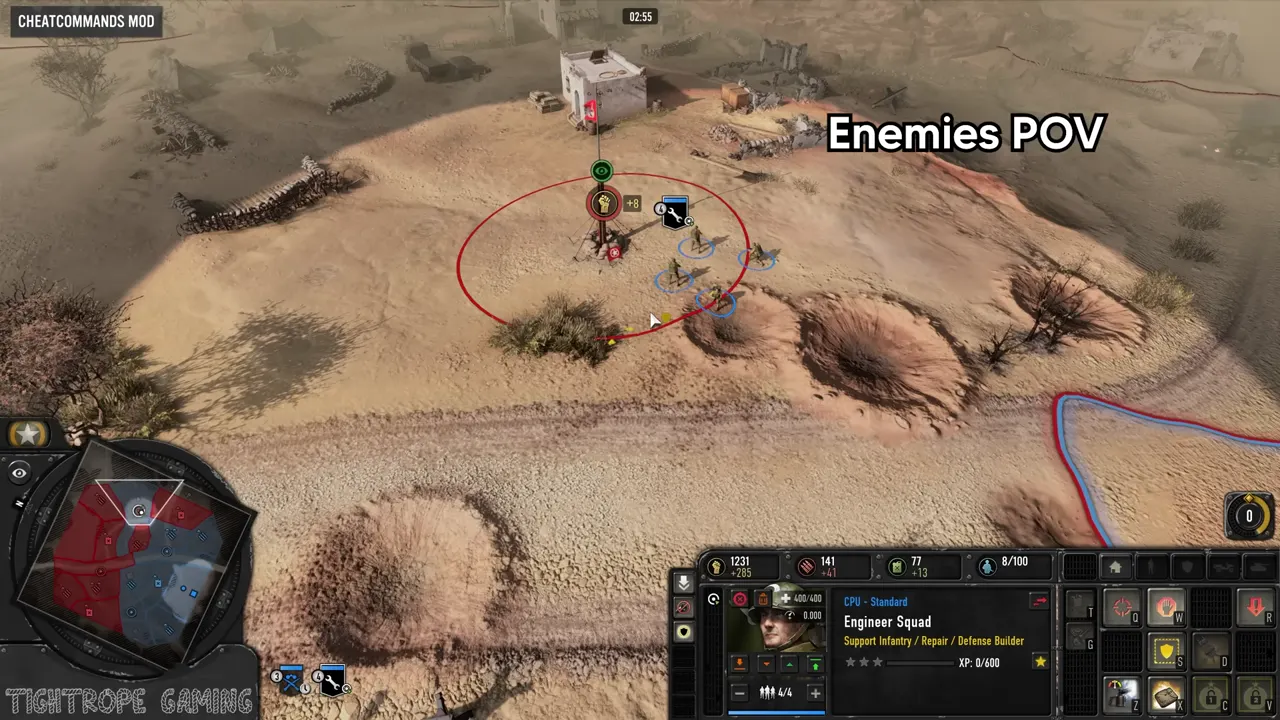 CHEATCOMMANDS MOD
02:55
Enemies POV
+8
N
0
1231
+285
141
+41
77
+13
8/100
400/400
0.000
CPU - Standard
Engineer Squad
Support Infantry / Repair / Defense Builder
XP: 0/600
4/4
T
G
Q
W
R
S
D
Z
X
C
V
3
TIGHTROPE GAMING